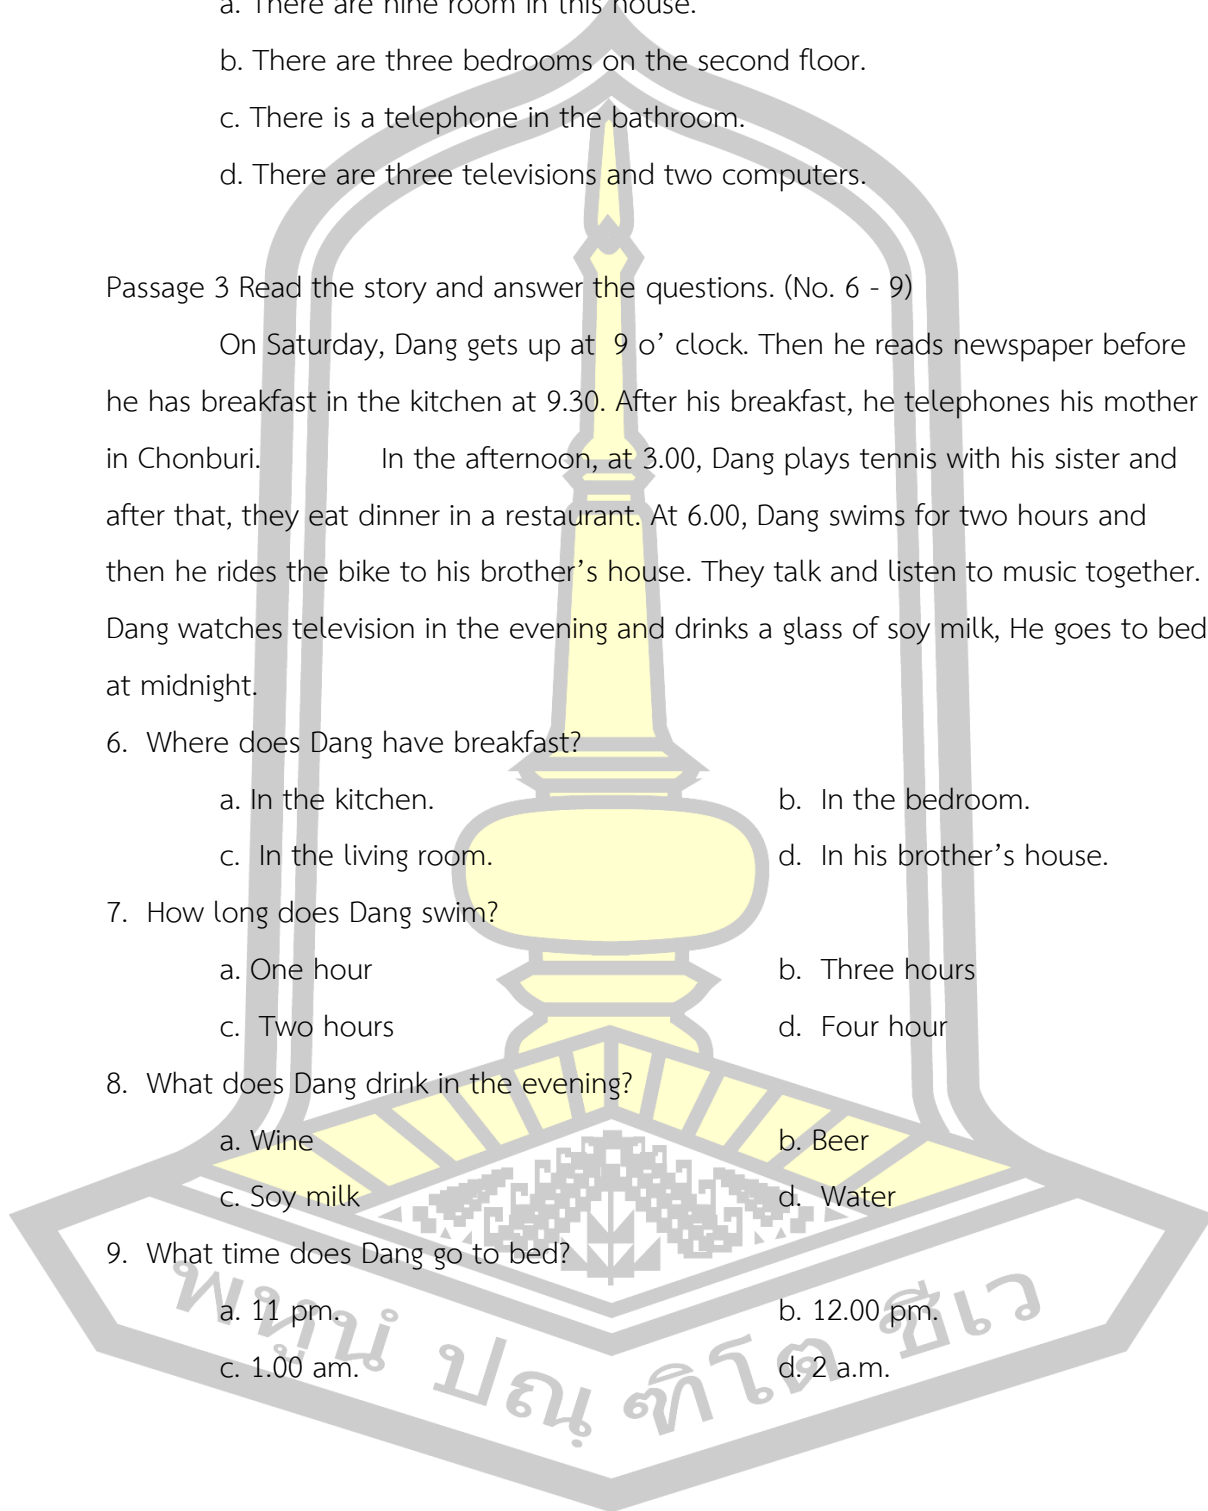 a. There are nine room in this house.
b. There are three bedrooms on the second floor.
c. There is a telephone in the bathroom.
d. There are three televisions and two computers.
Passage 3 Read the story and answer the questions. (No. 6 - 9)
On Saturday, Dang gets up at 9 o’ clock. Then he reads newspaper before
he has breakfast in the kitchen at 9.30. After his breakfast, he telephones his mother
in Chonburi. In the afternoon, at 3.00, Dang plays tennis with his sister and
after that, they eat dinner in a restaurant. At 6.00, Dang swims for two hours and
then he rides the bike to his brother’s house. They talk and listen to music together.
Dang watches television in the evening and drinks a glass of soy milk, He goes to bed
at midnight.
6. Where does Dang have breakfast?
a. In the kitchen. b. In the bedroom.
c. In the living room. d. In his brother’s house.
7. How long does Dang swim?
a. One hour b. Three hours
c. Two hours d. Four hour
8. What does Dang drink in the evening?
a. Wine b. Beer
c. Soy milk d. Water
9. What time does Dang go to bed?
a. 11 pm. b. 12.00 pm.
c. 1.00 am. d. 2 a.m.
พหูนํ ปณฺฑิโต ชีเว